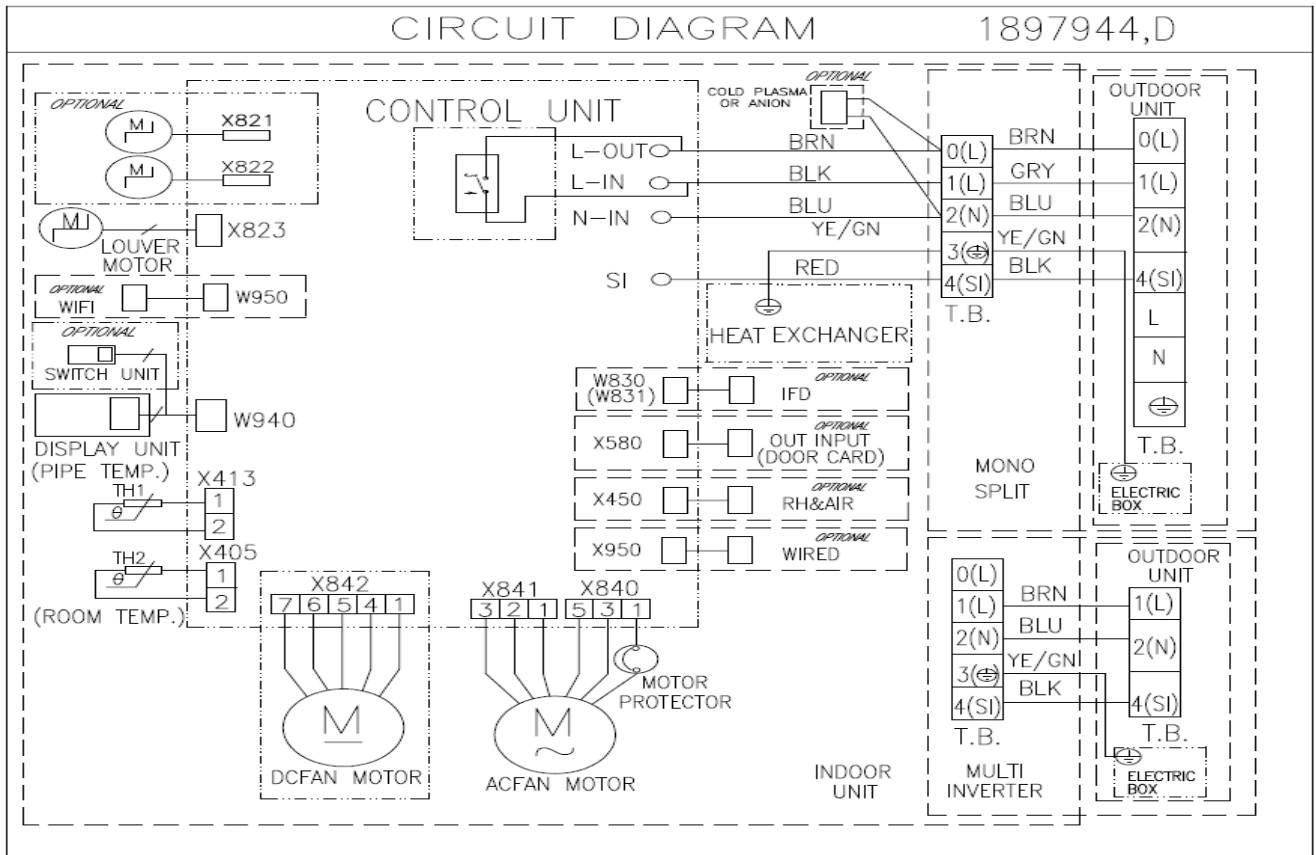 CIRCUIT DIAGRAM 1897944,D
OPTIONAL
M
X821
M
X822
M
LOUVER
MOTOR
X823
OPTIONAL
WIFI
W950
OPTIONAL
SWITCH UNIT
DISPLAY UNIT
W940
(PIPE TEMP.)
TH1
θ
X413
1
2
TH2
θ
X405
1
2
(ROOM TEMP.)
CONTROL UNIT
L-OUT
L-IN
N-IN
SI
OPTIONAL
COLD PLASMA
OR ANION
BRN
BLK
BLU
YE/GN
RED
HEAT EXCHANGER
W830
(W831)
OPTIONAL
IFD
X580
OPTIONAL
OUT INPUT
(DOOR CARD)
X450
OPTIONAL
RH&AIR
X950
OPTIONAL
WIRED
X842
7 6 5 4 1
M
DCFAN MOTOR
X841
3 2 1
X840
5 3 1
M
~
ACFAN MOTOR
MOTOR
PROTECTOR
INDOOR
UNIT
0(L)
1(L)
2(N)
3(⏚)
4(SI)
T.B.
BRN
GRY
BLU
YE/GN
BLK
MONO
SPLIT
OUTDOOR
UNIT
0(L)
1(L)
2(N)
4(SI)
L
N
T.B.
ELECTRIC
BOX
0(L)
1(L)
2(N)
3(⏚)
4(SI)
T.B.
BRN
BLU
YE/GN
BLK
MULTI
INVERTER
OUTDOOR
UNIT
1(L)
2(N)
4(SI)
T.B.
ELECTRIC
BOX